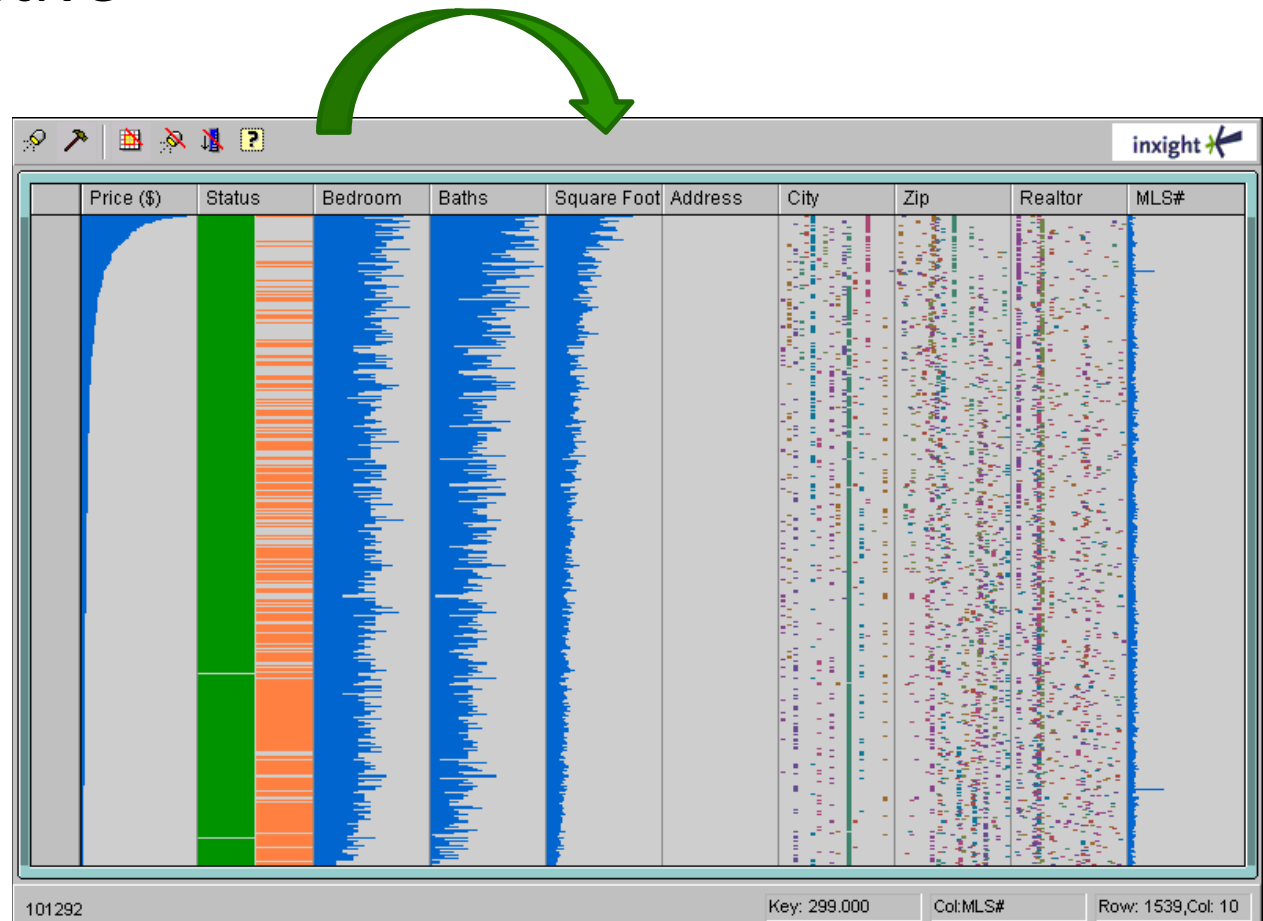 ?
inxight
Price ($) Status Bedroom Baths Square Foot Address City Zip Realtor MLS#
101292 Key: 299.000 Col:MLS# Row: 1539,Col: 10